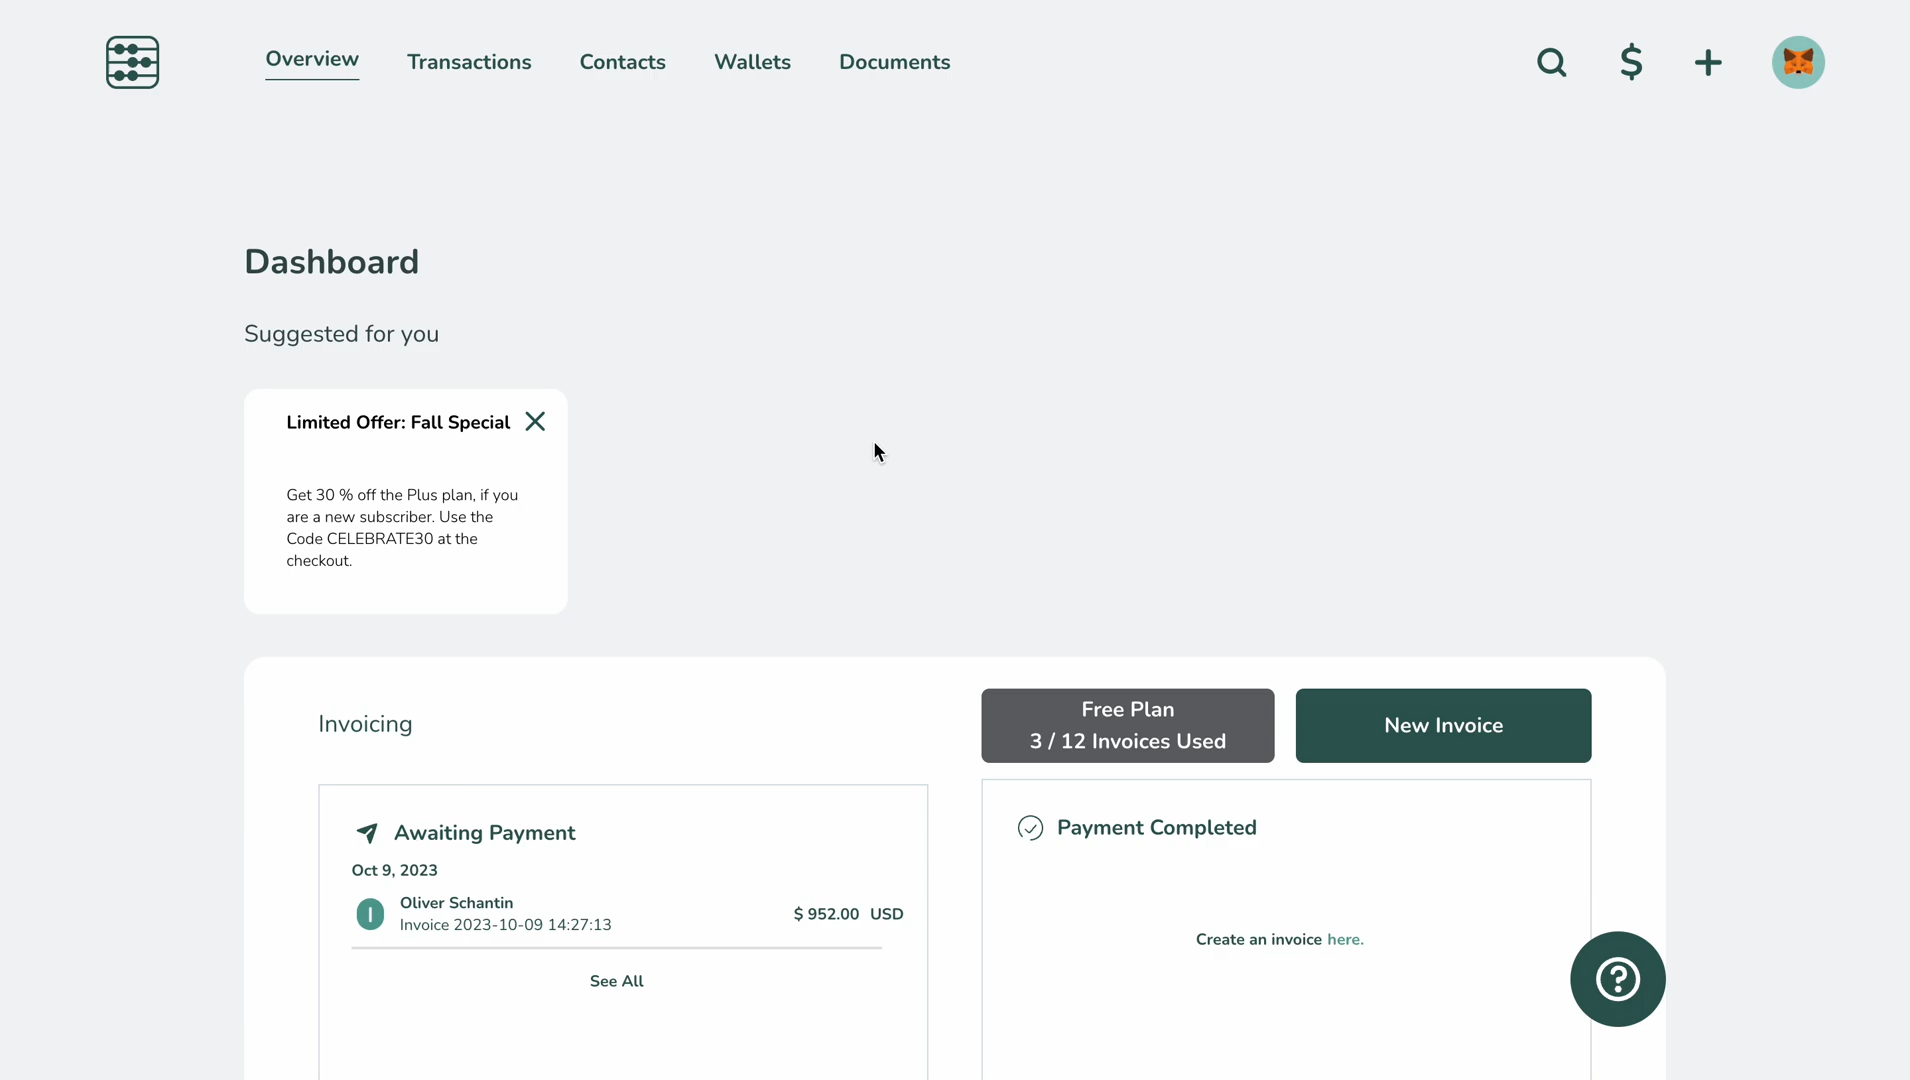 Overview Transactions Contacts Wallets Documents
Dashboard
Suggested for you
Limited Offer: Fall Special
Get 30 % off the Plus plan, if you
are a new subscriber. Use the
Code CELEBRATE30 at the
checkout.
Invoicing
Free Plan
3 / 12 Invoices Used
New Invoice
Awaiting Payment
Oct 9, 2023
I
Oliver Schantin
Invoice 2023-10-09 14:27:13
$ 952.00 USD
See All
Payment Completed
Create an invoice here.